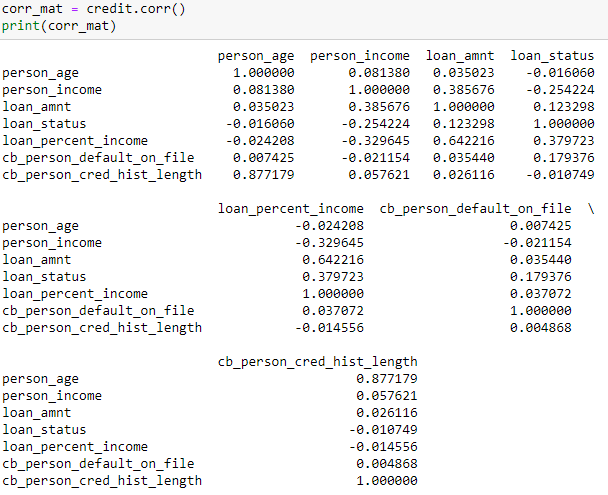 corr_mat = credit.corr()
print(corr_mat)
person_age person_income loan_amnt loan_status
person_age 1.000000 0.081380 0.035023 -0.016060
person_income 0.081380 1.000000 0.385676 -0.254224
loan_amnt 0.035023 0.385676 1.000000 0.123298
loan_status -0.016060 -0.254224 0.123298 1.000000
loan_percent_income -0.024208 -0.329645 0.642216 0.379723
cb_person_default_on_file 0.007425 -0.021154 0.035440 0.179376
cb_person_cred_hist_length 0.877179 0.057621 0.026116 -0.010749
loan_percent_income cb_person_default_on_file \
person_age -0.024208 0.007425
person_income -0.329645 -0.021154
loan_amnt 0.642216 0.035440
loan_status 0.379723 0.179376
loan_percent_income 1.000000 0.037072
cb_person_default_on_file 0.037072 1.000000
cb_person_cred_hist_length -0.014556 0.004868
cb_person_cred_hist_length
person_age 0.877179
person_income 0.057621
loan_amnt 0.026116
loan_status -0.010749
loan_percent_income -0.014556
cb_person_default_on_file 0.004868
cb_person_cred_hist_length 1.000000